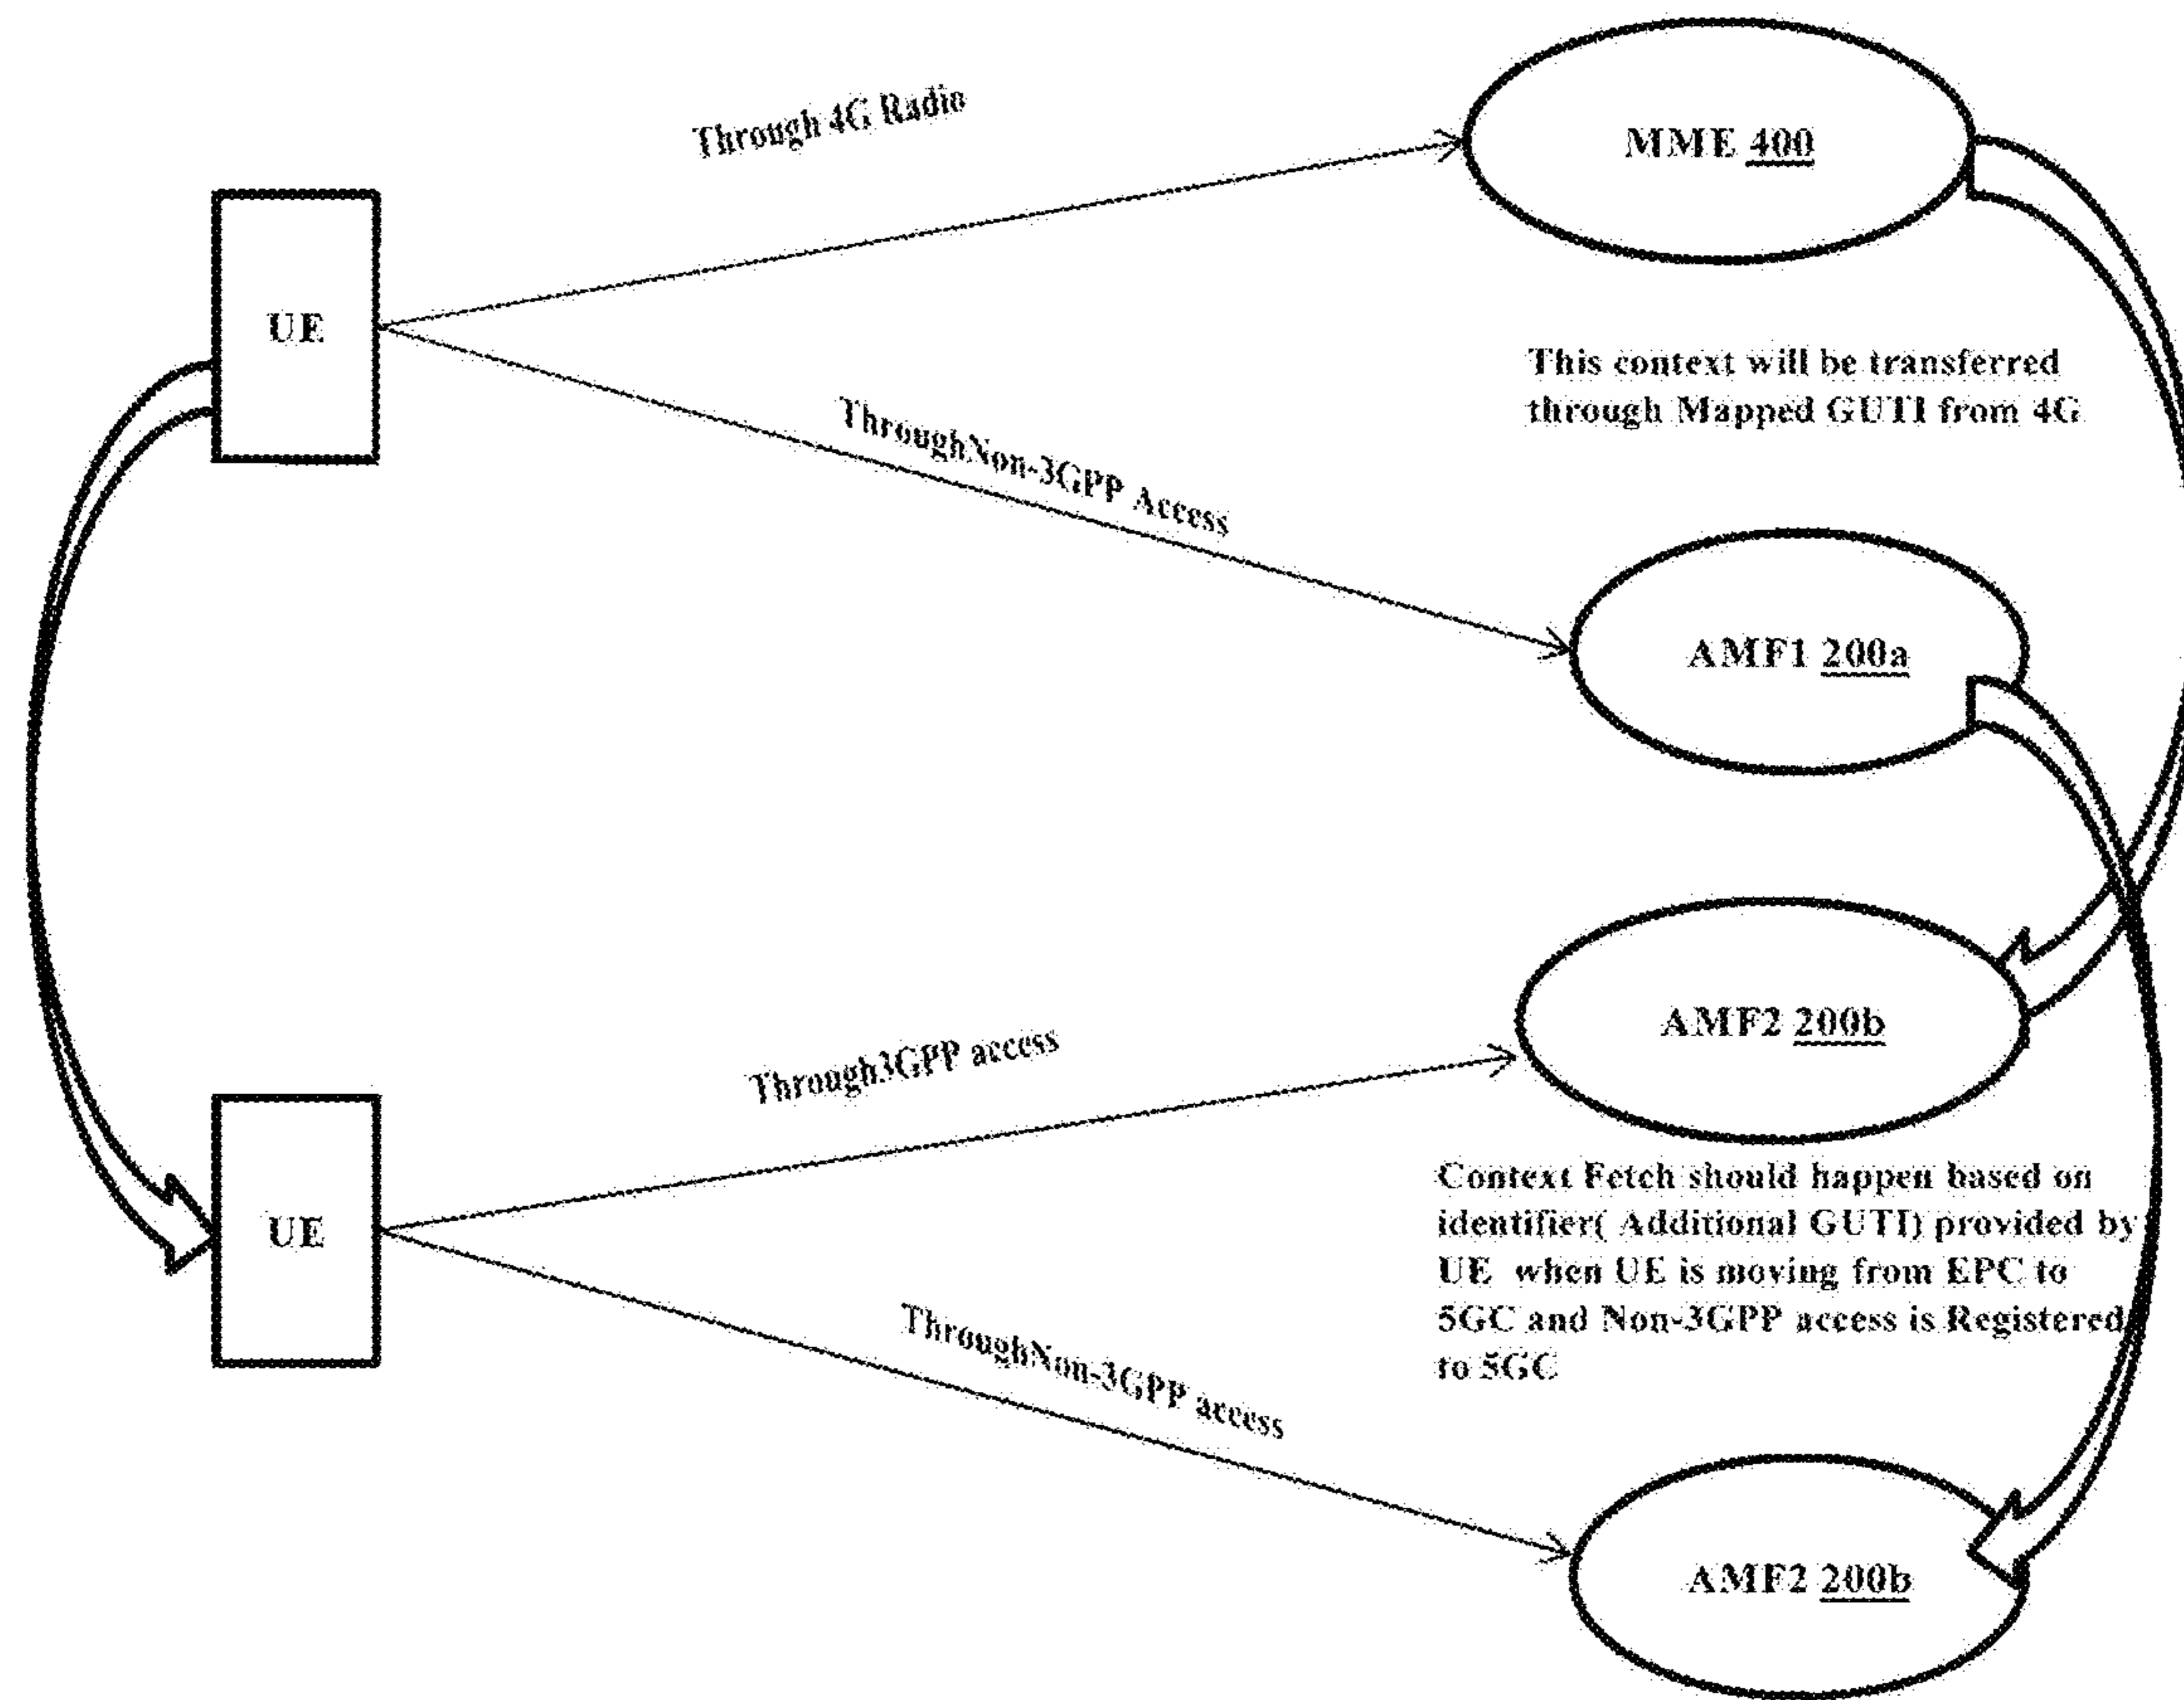 Through 4G Radio
MME 400
UE
This context will be transferred
through Mapped GUTI from 4G
ThroughNon-3GPP Access
AMF1 200a
AMF2 200b
Through3GPP access
Context Fetch should happen based on
identifier( Additional GUTI) provided by
UE when UE is moving from EPC to
5GC and Non-3GPP access is Registered
to 5GC
UE
ThroughNon-3GPP access
AMF2 200b